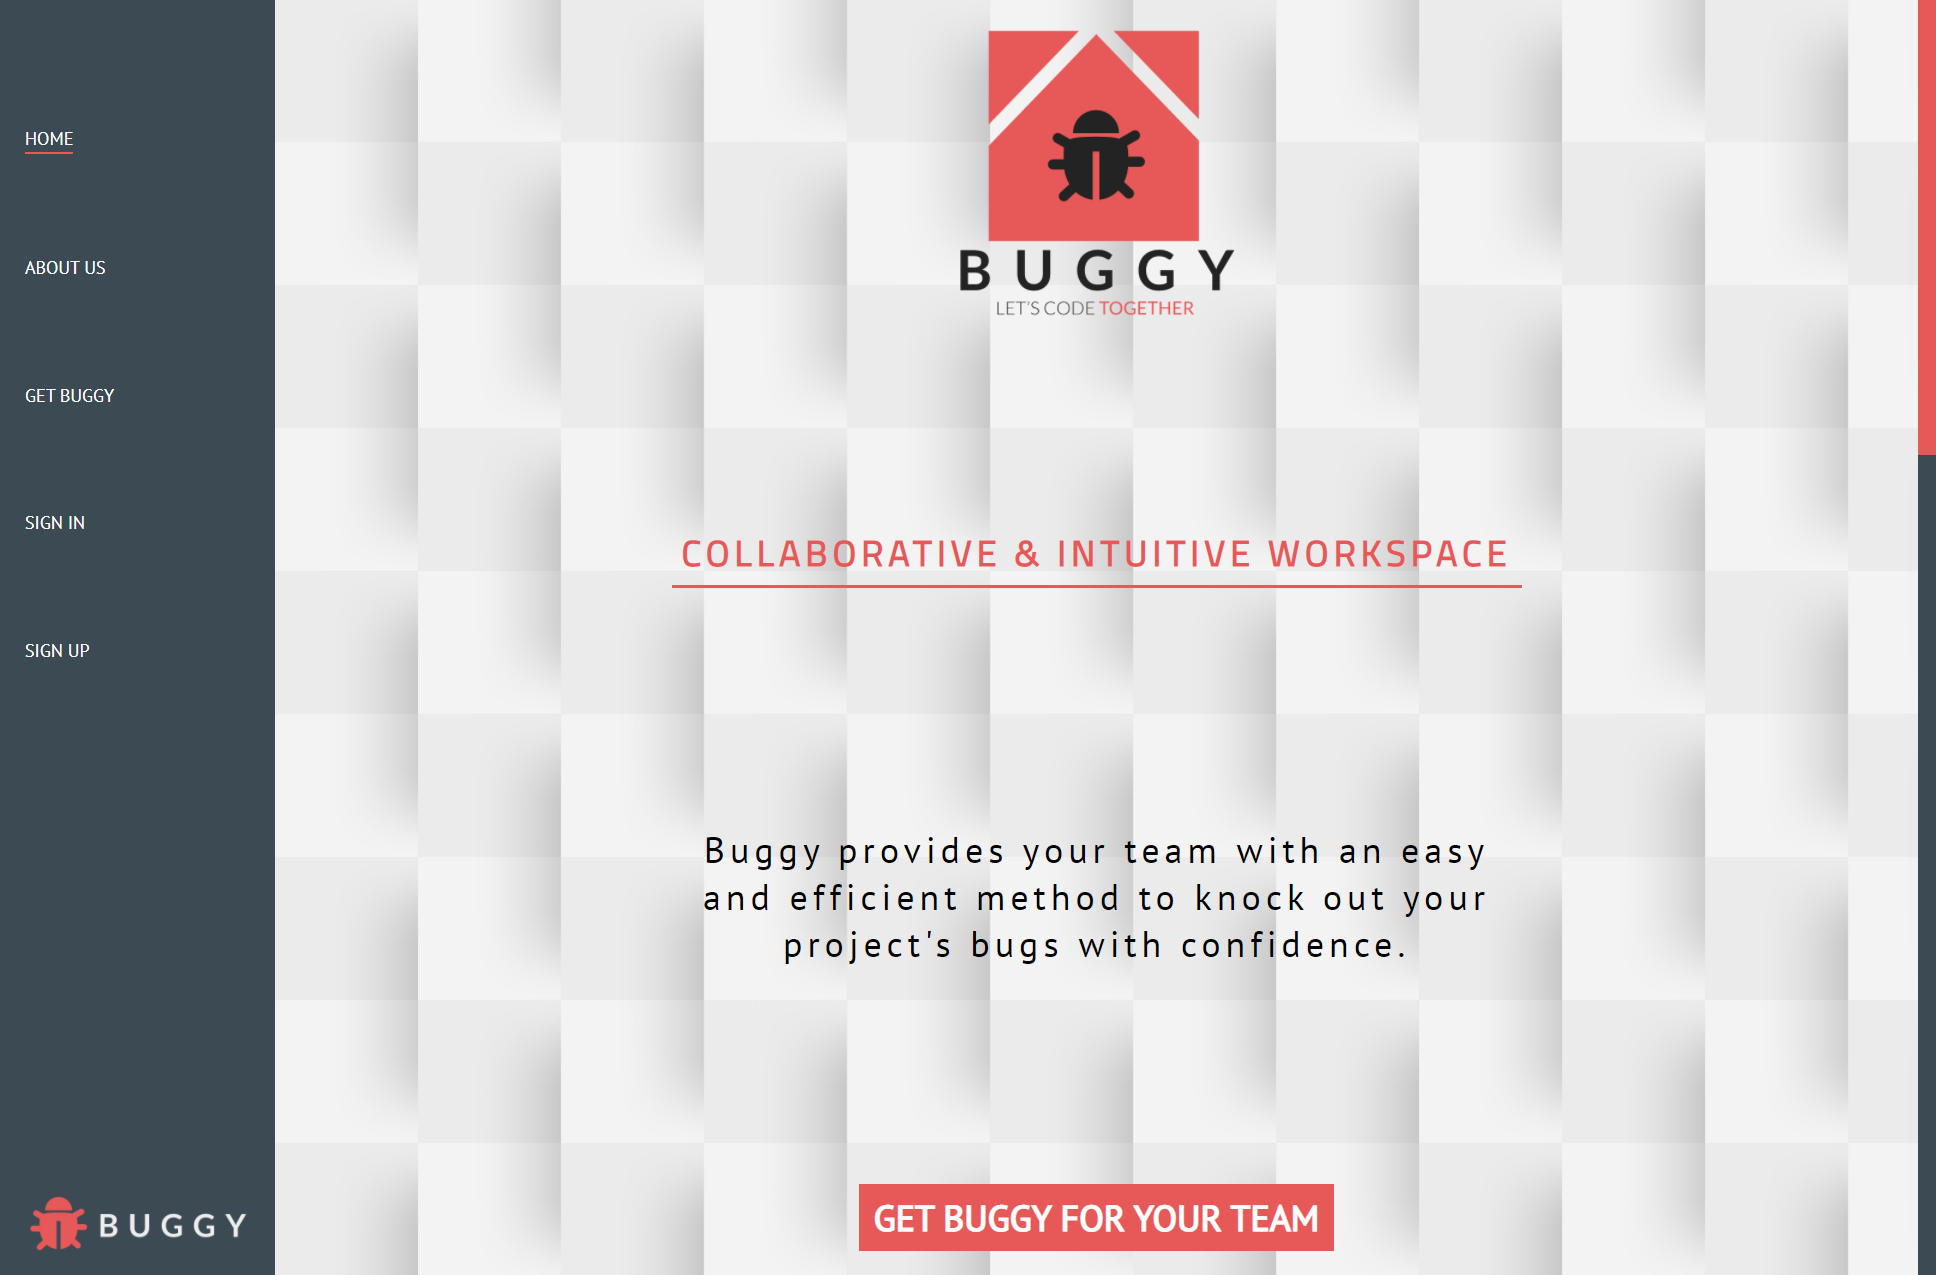 HOME
ABOUT US
GET BUGGY
SIGN IN
SIGN UP
BUGGY
BUGGY
LET'S CODE TOGETHER
COLLABORATIVE & INTUITIVE WORKSPACE
Buggy provides your team with an easy
and efficient method to knock out your
project's bugs with confidence.
GET BUGGY FOR YOUR TEAM